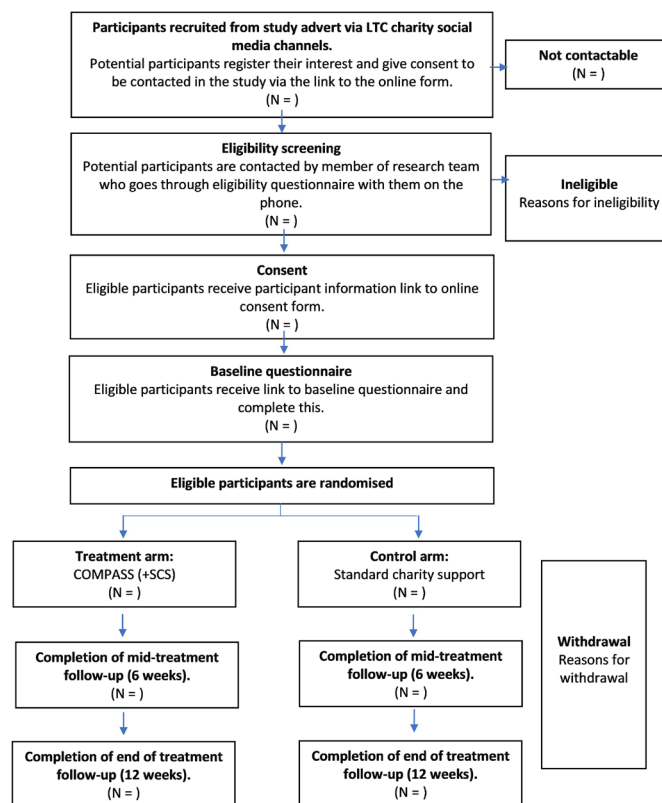 Participants recruited from study advert via LTC charity social
media channels.
Potential participants register their interest and give consent to
be contacted in the study via the link to the online form.
(N = )
Not contactable
(N = )
Eligibility screening
Potential participants are contacted by member of research team
who goes through eligibility questionnaire with them on the
phone.
(N = )
Ineligible
Reasons for ineligibility
Consent
Eligible participants receive participant information link to online
consent form.
(N = )
Baseline questionnaire
Eligible participants receive link to baseline questionnaire and
complete this.
(N = )
Eligible participants are randomised
Treatment arm:
COMPASS (+SCS)
(N = )
Control arm:
Standard charity support
(N = )
Withdrawal
Reasons for
withdrawal
Completion of mid-treatment
follow-up (6 weeks).
(N = )
Completion of mid-treatment
follow-up (6 weeks).
(N = )
Completion of end of treatment
follow-up (12 weeks).
(N = )
Completion of end of treatment
follow-up (12 weeks).
(N = )